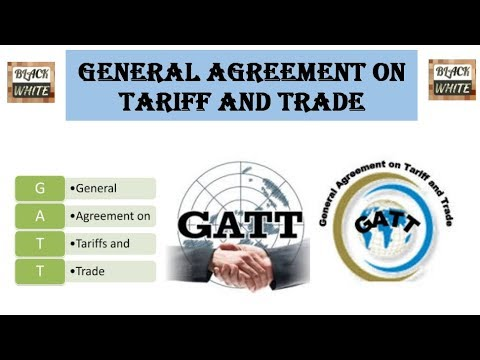 BLACK
WHITE
GENERAL AGREEMENT ON
TARIFF AND TRADE
BLACK
WHITE
G •General
A •Agreement on
T •Tariffs and
T •Trade
GATT
General Agreement on Tariff and Trade
GATT